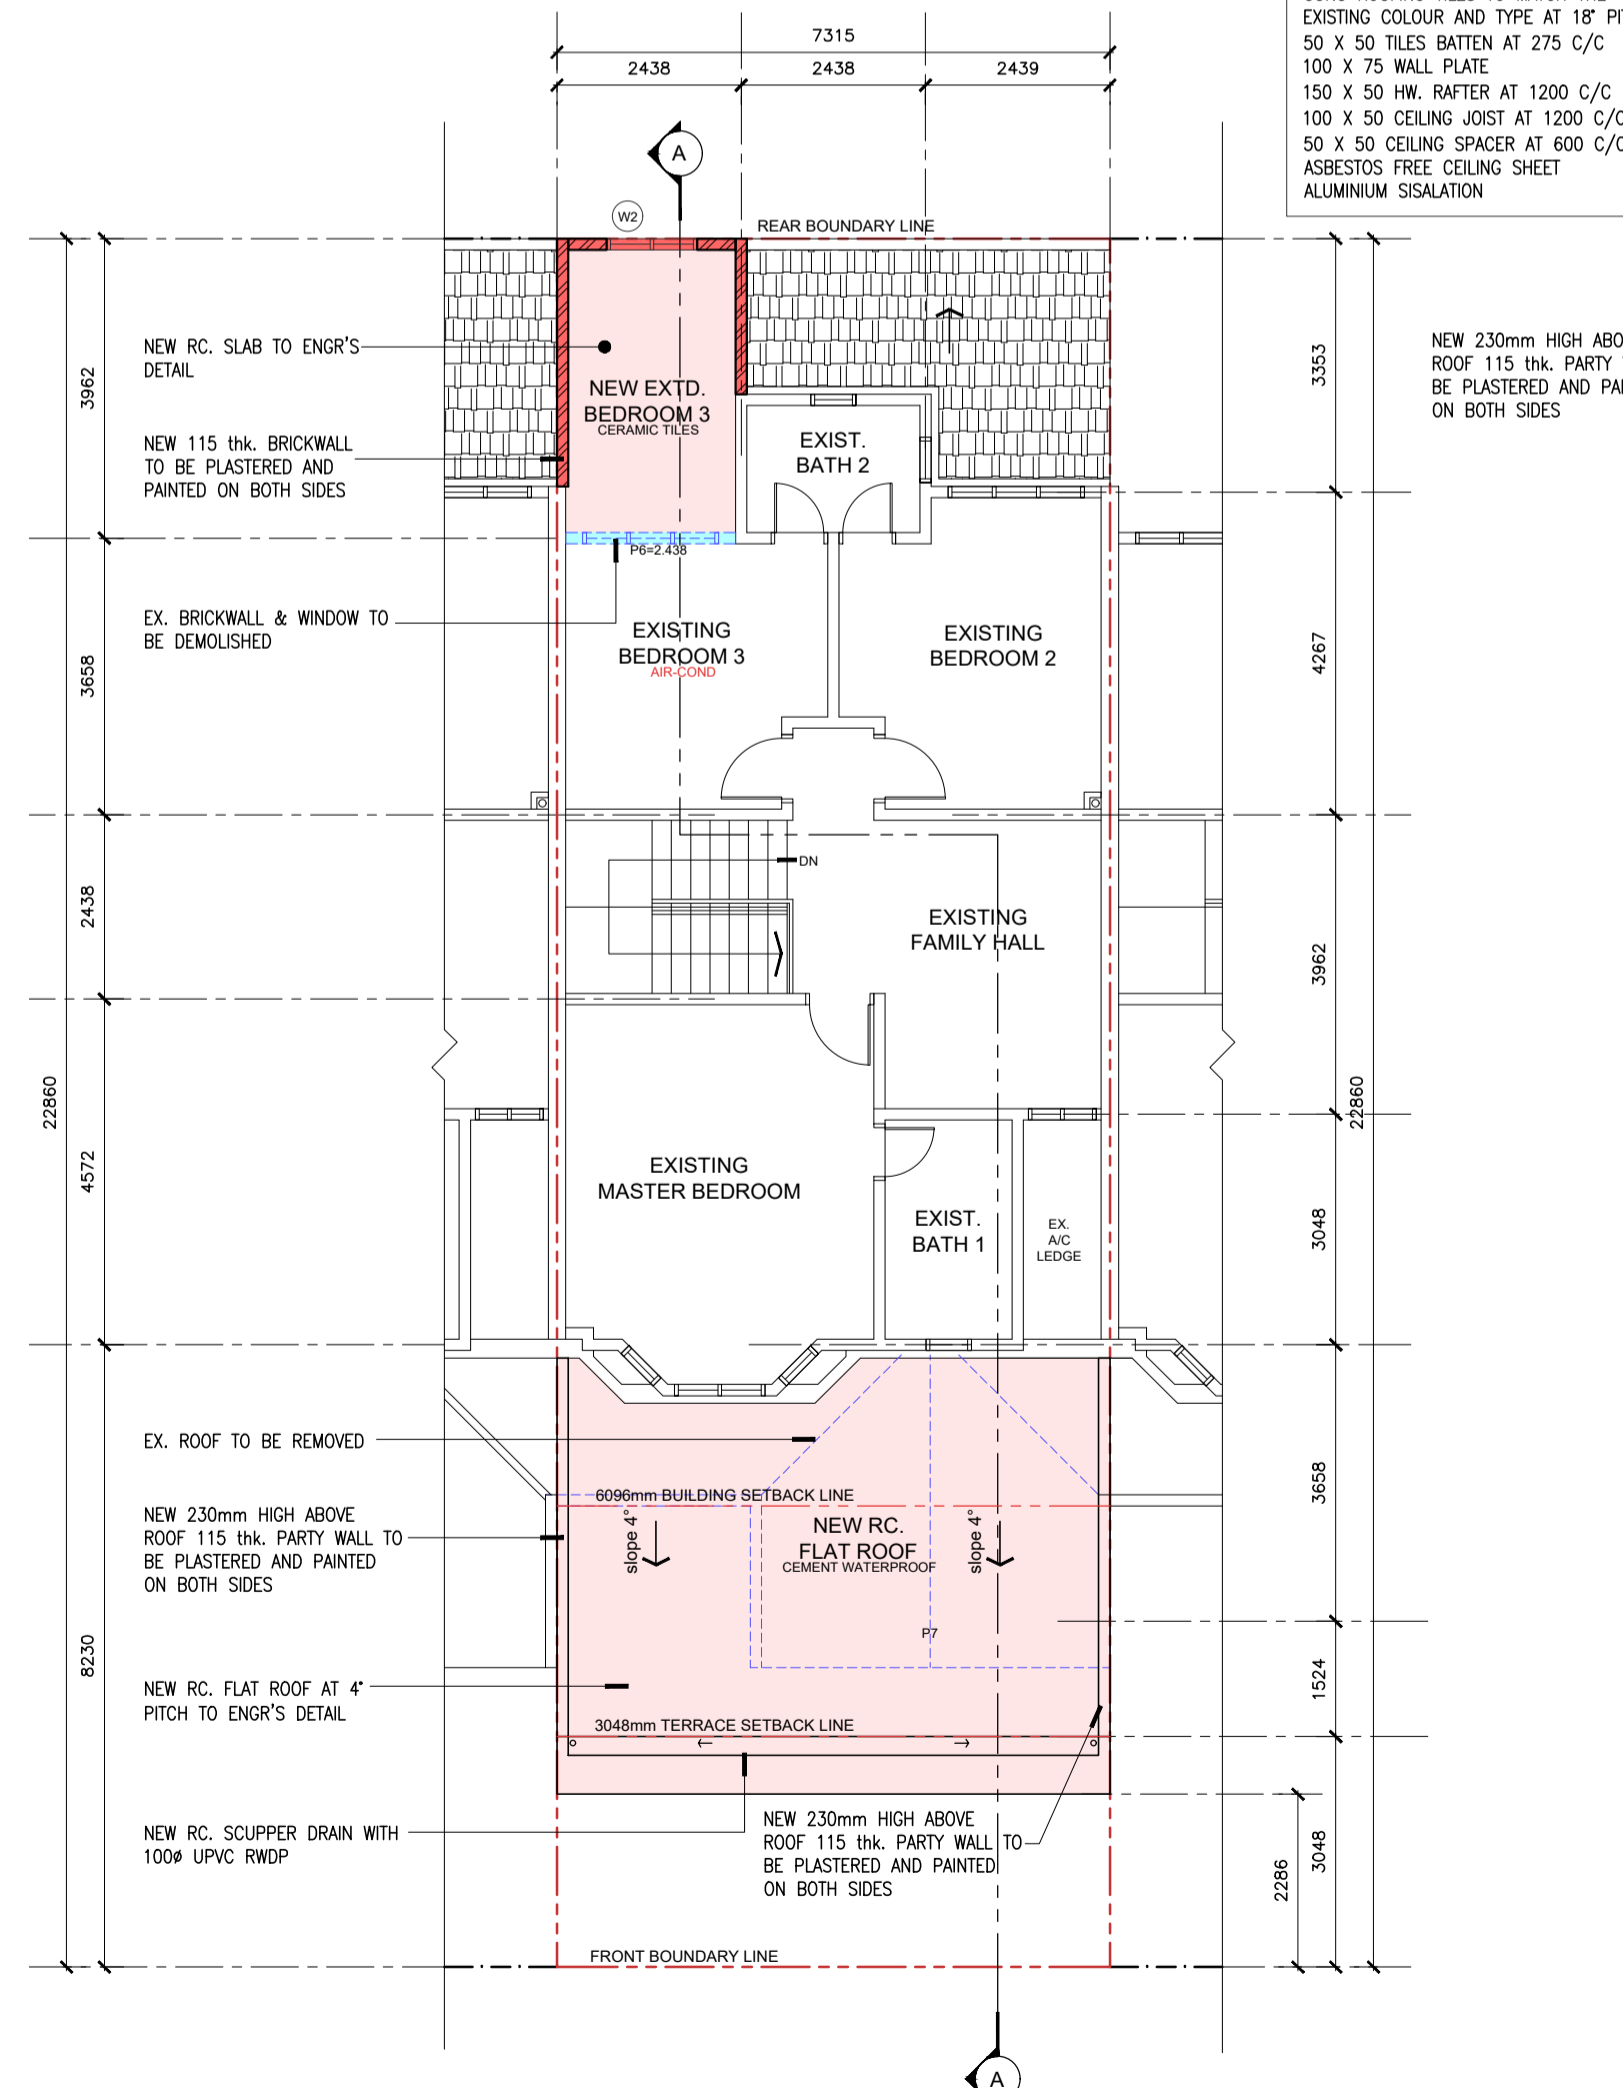 EXISTING COLOUR AND TYPE AT 18°
50 X 50 TILES BATTEN AT 275 C/C
100 X 75 WALL PLATE
150 X 50 HW. RAFTER AT 1200 C/C
100 X 50 CEILING JOIST AT 1200 C/C
50 X 50 CEILING SPACER AT 600 C/C
ASBESTOS FREE CEILING SHEET
ALUMINIUM SISALATION
7315
2438
2438
2439
A
W2
REAR BOUNDARY LINE
NEW RC. SLAB TO ENGR'S
DETAIL
NEW 115 thk. BRICKWALL
TO BE PLASTERED AND
PAINTED ON BOTH SIDES
EX. BRICKWALL & WINDOW TO
BE DEMOLISHED
NEW EXTD.
BEDROOM 3
CERAMIC TILES
EXIST.
BATH 2
P6=2.438
EXISTING
BEDROOM 3
AIR-COND
EXISTING
BEDROOM 2
DN
EXISTING
FAMILY HALL
EXISTING
MASTER BEDROOM
EXIST.
BATH 1
EX.
A/C
LEDGE
EX. ROOF TO BE REMOVED
NEW 230mm HIGH ABOVE
ROOF 115 thk. PARTY WALL TO
BE PLASTERED AND PAINTED
ON BOTH SIDES
NEW RC. FLAT ROOF AT 4°
PITCH TO ENGR'S DETAIL
NEW RC. SCUPPER DRAIN WITH
100ø UPVC RWDP
6096mm BUILDING SETBACK LINE
slope 4°
NEW RC.
FLAT ROOF
CEMENT WATERPROOF
slope 4°
P7
3048mm TERRACE SETBACK LINE
NEW 230mm HIGH ABOVE
ROOF 115 thk. PARTY WALL TO
BE PLASTERED AND PAINTED
ON BOTH SIDES
FRONT BOUNDARY LINE
A
22860
3962
3658
2438
4572
8230
3353
4267
3962
3048
3658
1524
3048
2286
22860
NEW 230mm HIGH
ROOF 115 thk. PARTY
BE PLASTERED AND
ON BOTH SIDES